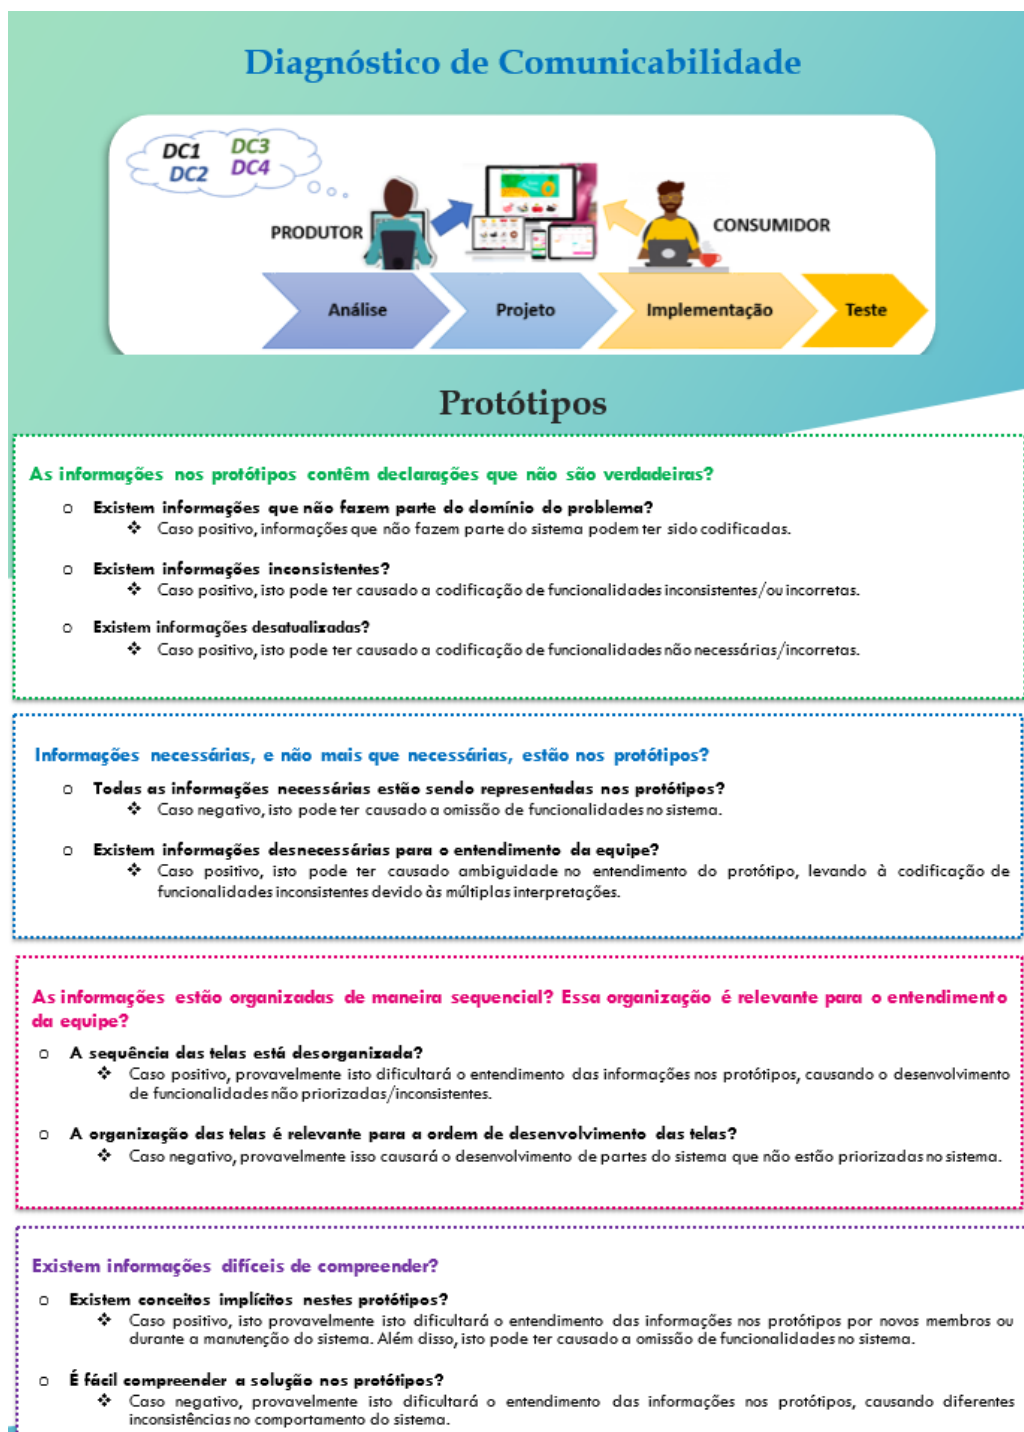 Diagnóstico de Comunicabilidade
DC1 DC3
DC2 DC4
PRODUTOR
CONSUMIDOR
Análise
Projeto
Implementação
Teste
Protótipos
As informações nos protótipos contêm declarações que não são verdadeiras?
o Existem informações que não fazem parte do domínio do problema?
❖ Caso positivo, informações que não fazem parte do sistema podem ter sido codificadas.
o Existem informações inconsistentes?
❖ Caso positivo, isto pode ter causado a codificação de funcionalidades inconsistentes/ou incorretas.
o Existem informações desatualizadas?
❖ Caso positivo, isto pode ter causado a codificação de funcionalidades não necessárias/incorretas.
Informações necessárias, e não mais que necessárias, estão nos protótipos?
o Todas as informações necessárias estão sendo representadas nos protótipos?
❖ Caso negativo, isto pode ter causado a omissão de funcionalidades no sistema.
o Existem informações desnecessárias para o entendimento da equipe?
❖ Caso positivo, isto pode ter causado ambiguidade no entendimento do protótipo, levando à codificação de
funcionalidades inconsistentes devido às múltiplas interpretações.
As informações estão organizadas de maneira sequencial? Essa organização é relevante para o entendimento
da equipe?
o A sequência das telas está desorganizada?
❖ Caso positivo, provavelmente isto dificultará o entendimento das informações nos protótipos, causando o desenvolvimento
de funcionalidades não priorizadas/inconsistentes.
o A organização das telas é relevante para a ordem de desenvolvimento das telas?
❖ Caso negativo, provavelmente isso causará o desenvolvimento de partes do sistema que não estão priorizadas no sistema.
Existem informações difíceis de compreender?
o Existem conceitos implícitos nestes protótipos?
❖ Caso positivo, isto provavelmente isto dificultará o entendimento das informações nos protótipos por novos membros ou
durante a manutenção do sistema. Além disso, isto pode ter causado a omissão de funcionalidades no sistema.
o É fácil compreender a solução nos protótipos?
❖ Caso negativo, provavelmente isto dificultará o entendimento das informações nos protótipos, causando diferentes
inconsistências no comportamento do sistema.